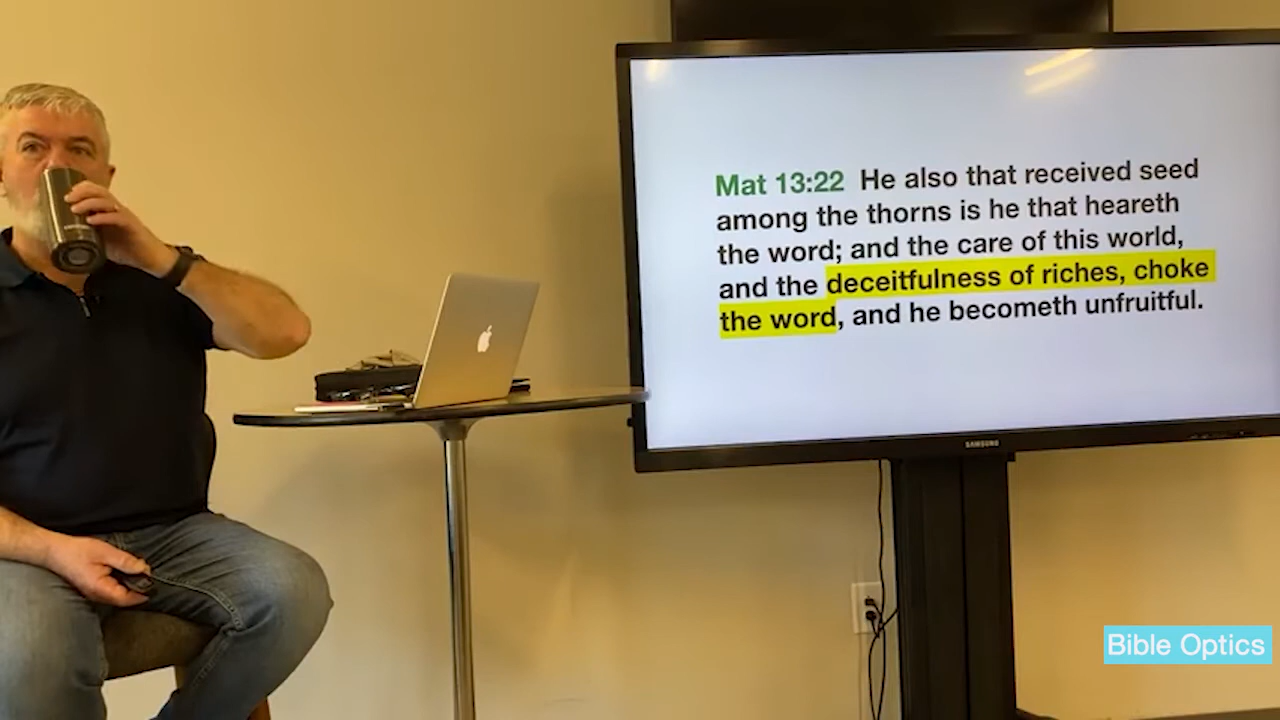 Mat 13:22 He also that received seed
among the thorns is he that heareth
the word; and the care of this world,
and the deceitfulness of riches, choke
the word, and he becometh unfruitful.
SAMSUNG
Bible Optics